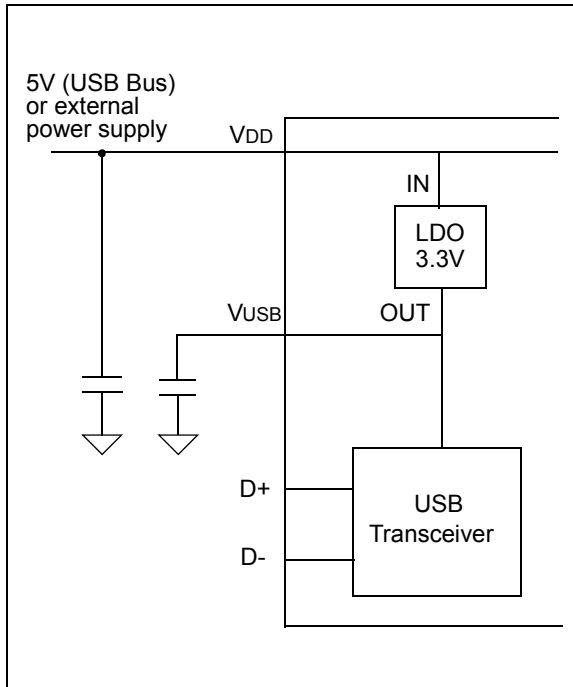 5V (USB Bus)
or external
power supply
VDD
IN
LDO
3.3V
VUSB
OUT
D+
USB
Transceiver
D-